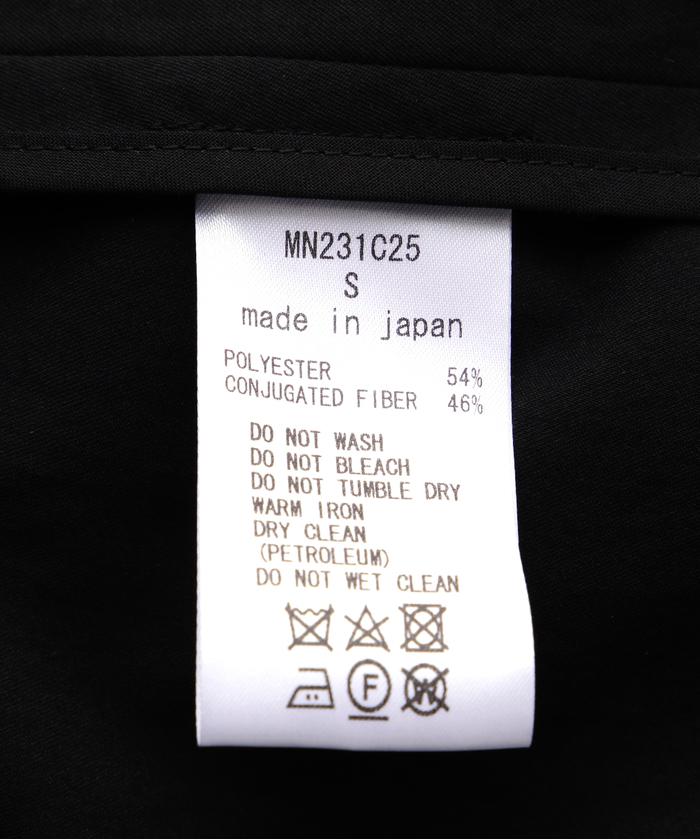 MN231C25
S
made in japan
POLYESTER 54%
CONJUGATED FIBER 46%
DO NOT WASH
DO NOT BLEACH
DO NOT TUMBLE DRY
WARM IRON
DRY CLEAN
(PETROLEUM)
DO NOT WET CLEAN
F
W